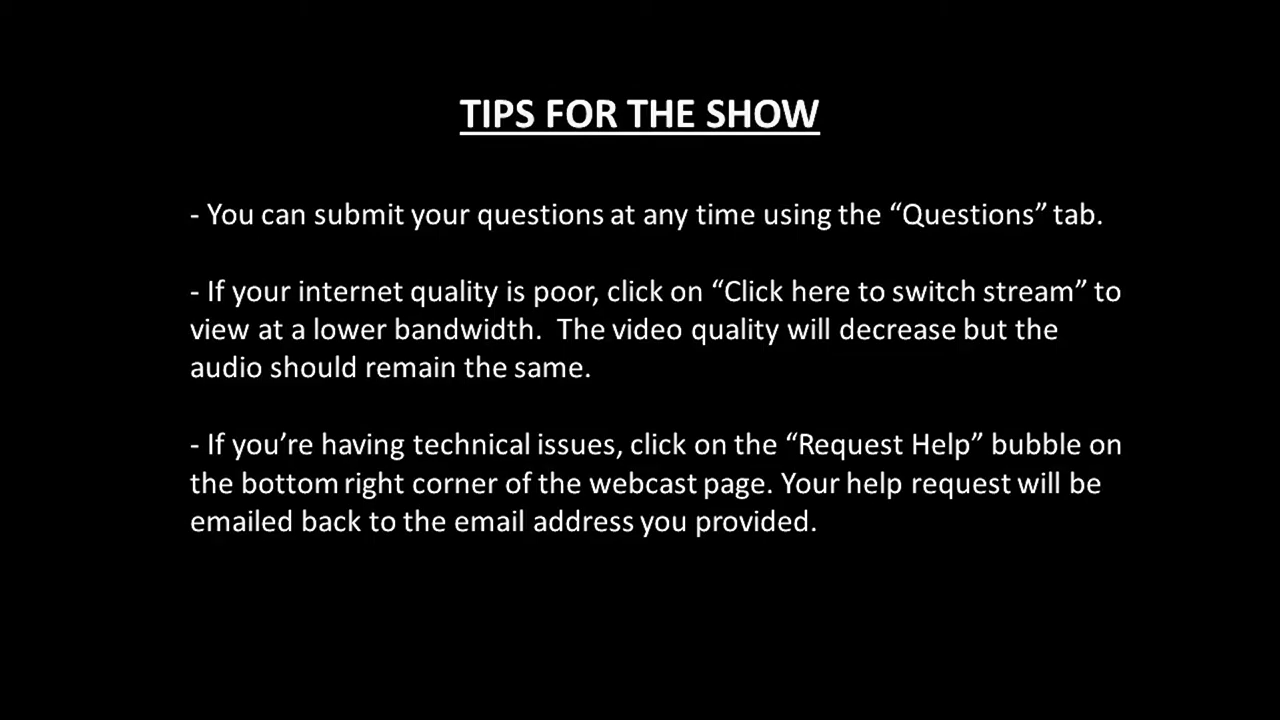 TIPS FOR THE SHOW
- You can submit your questions at any time using the “Questions” tab.
- If your internet quality is poor, click on “Click here to switch stream” to
view at a lower bandwidth.  The video quality will decrease but the
audio should remain the same.
- If you’re having technical issues, click on the “Request Help” bubble on
the bottom right corner of the webcast page. Your help request will be
emailed back to the email address you provided.